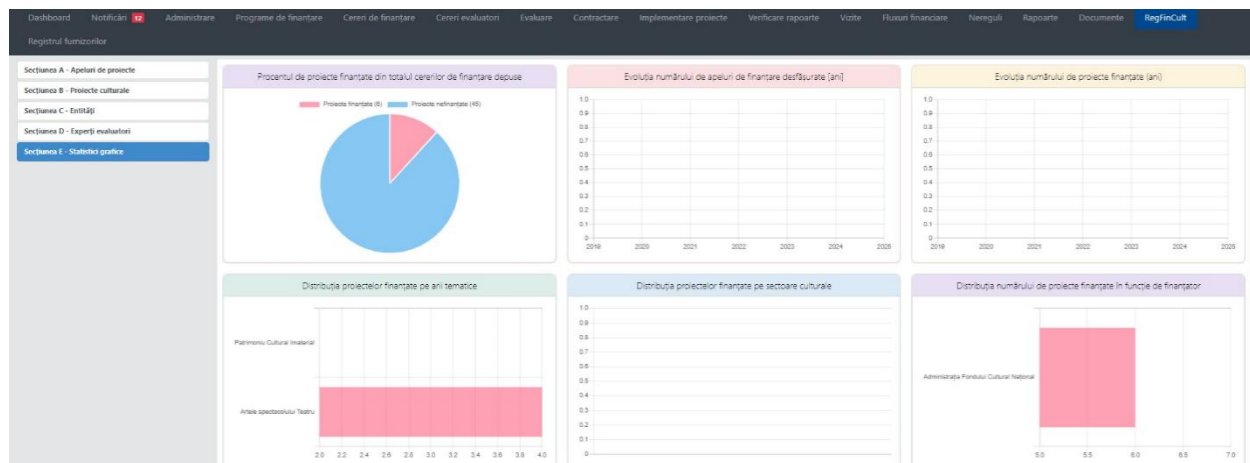 Dashboard Notificări 12 Administrare Programe de finanțare Cereri de finanțare Cereri evaluatori Evaluare Contractare Implementare proiecte Verificare rapoarte Vizite Fluxuri financiare Nereguli Rapoarte Documente RegFinCult
Registrul furnizorilor
Secțiunea A - Apeluri de proiecte
Secțiunea B - Proiecte culturale
Secțiunea C - Entități
Secțiunea D - Experți evaluatori
Secțiunea E - Statistici grafice
Procentul de proiecte finanțate din totalul cererilor de finanțare depuse
Proiecte finanțate (6) Proiecte nefinanțate (45)
Evoluția numărului de apeluri de finanțare desfășurate [ani]
1.0
0.9
0.8
0.7
0.6
0.5
0.4
0.3
0.2
0.1
0
2019 2020 2021 2022 2023 2024 2025
Evoluția numărului de proiecte finanțate (ani)
1.0
0.9
0.8
0.7
0.6
0.5
0.4
0.3
0.2
0.1
0
2019 2020 2021 2022 2023 2024 2025
Distribuția proiectelor finanțate pe arii tematice
Patrimoniu Cultural Imaterial
Artele spectacolului Teatru
2.0 2.2 2.4 2.6 2.8 3.0 3.2 3.4 3.6 3.8 4.0
Distribuția proiectelor finanțate pe sectoare culturale
1.0
0.9
0.8
0.7
0.6
0.5
0.4
0.3
0.2
0.1
0
Distribuția numărului de proiecte finanțate în funcție de finanțator
Administrația Fondului Cultural Național
5.0 5.5 6.0 6.5 7.0